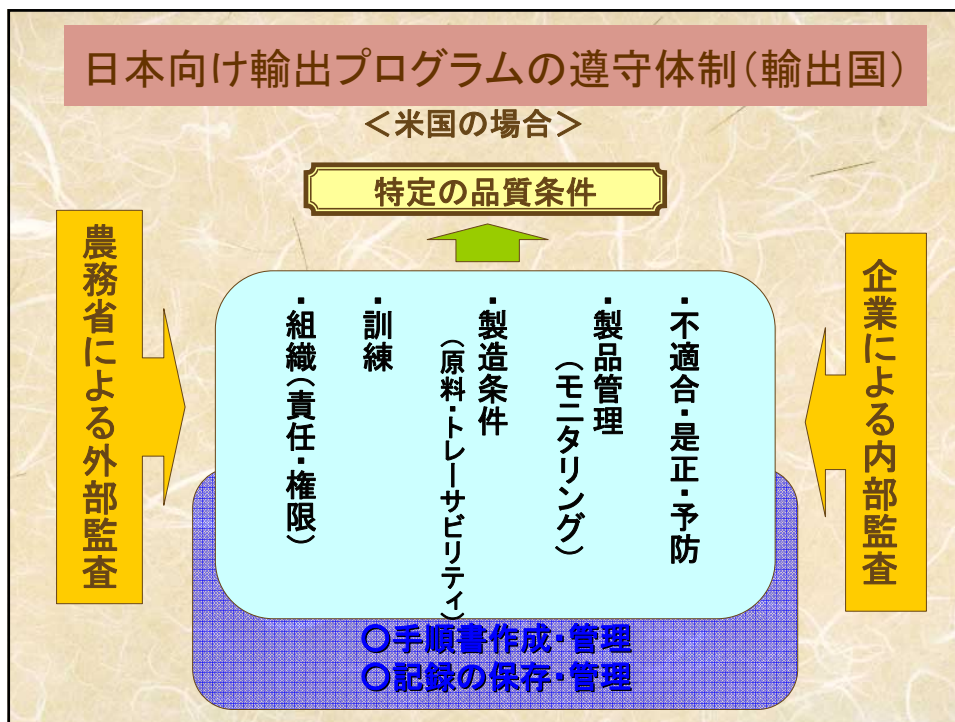 日本向け輸出プログラムの遵守体制（輸出国）
＜米国の場合＞
特定の品質条件
農務省による外部監査
企業による内部監査
・不適合・是正・予防
・製品管理
（モニタリング）
・製造条件
（原料・トレーサビリティ）
・訓練
・組織（責任・権限）
○手順書作成・管理
○記録の保存・管理